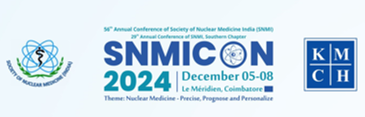 56th Annual Conference of Society of Nuclear Medicine India (SNMI)
29th Annual Conference of SNMI, Southern Chapter
SNMICON
2024 December 05-08
Le Méridien, Coimbatore
Theme: Nuclear Medicine - Precise, Prognose and Personalize
SOCIETY OF NUCLEAR MEDICINE (INDIA)
K M
C H